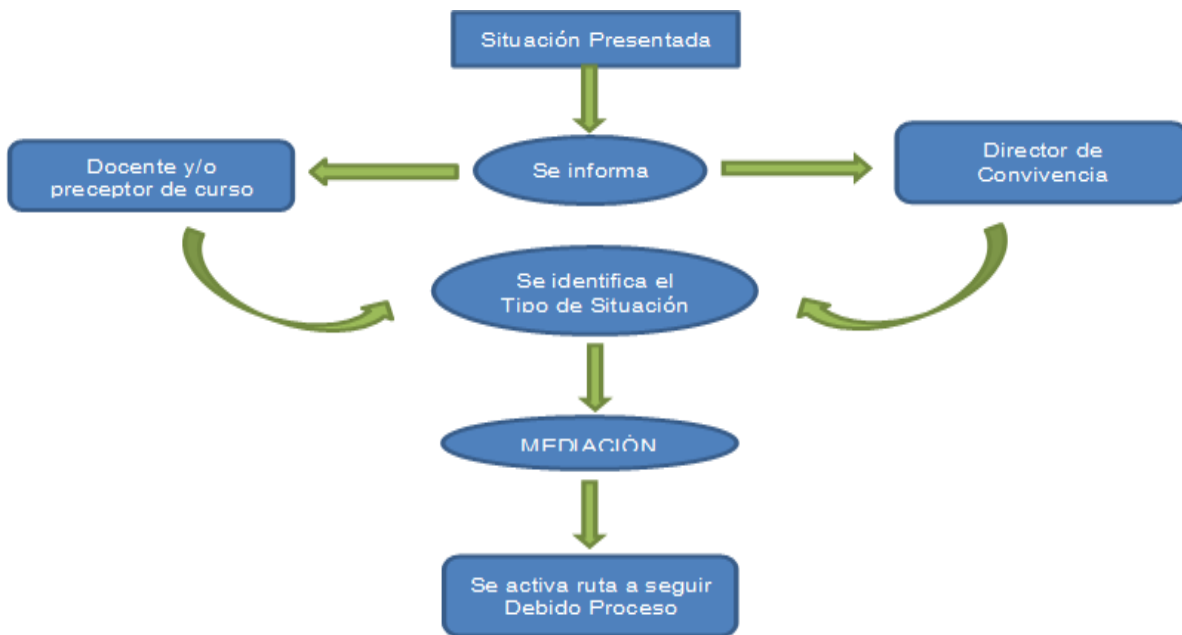 Situación Presentada
Se informa
Docente y/o
preceptor de curso
Director de
Convivencia
Se identifica el
Tipo de Situación
MEDIACIÓN
Se activa ruta a seguir
Debido Proceso